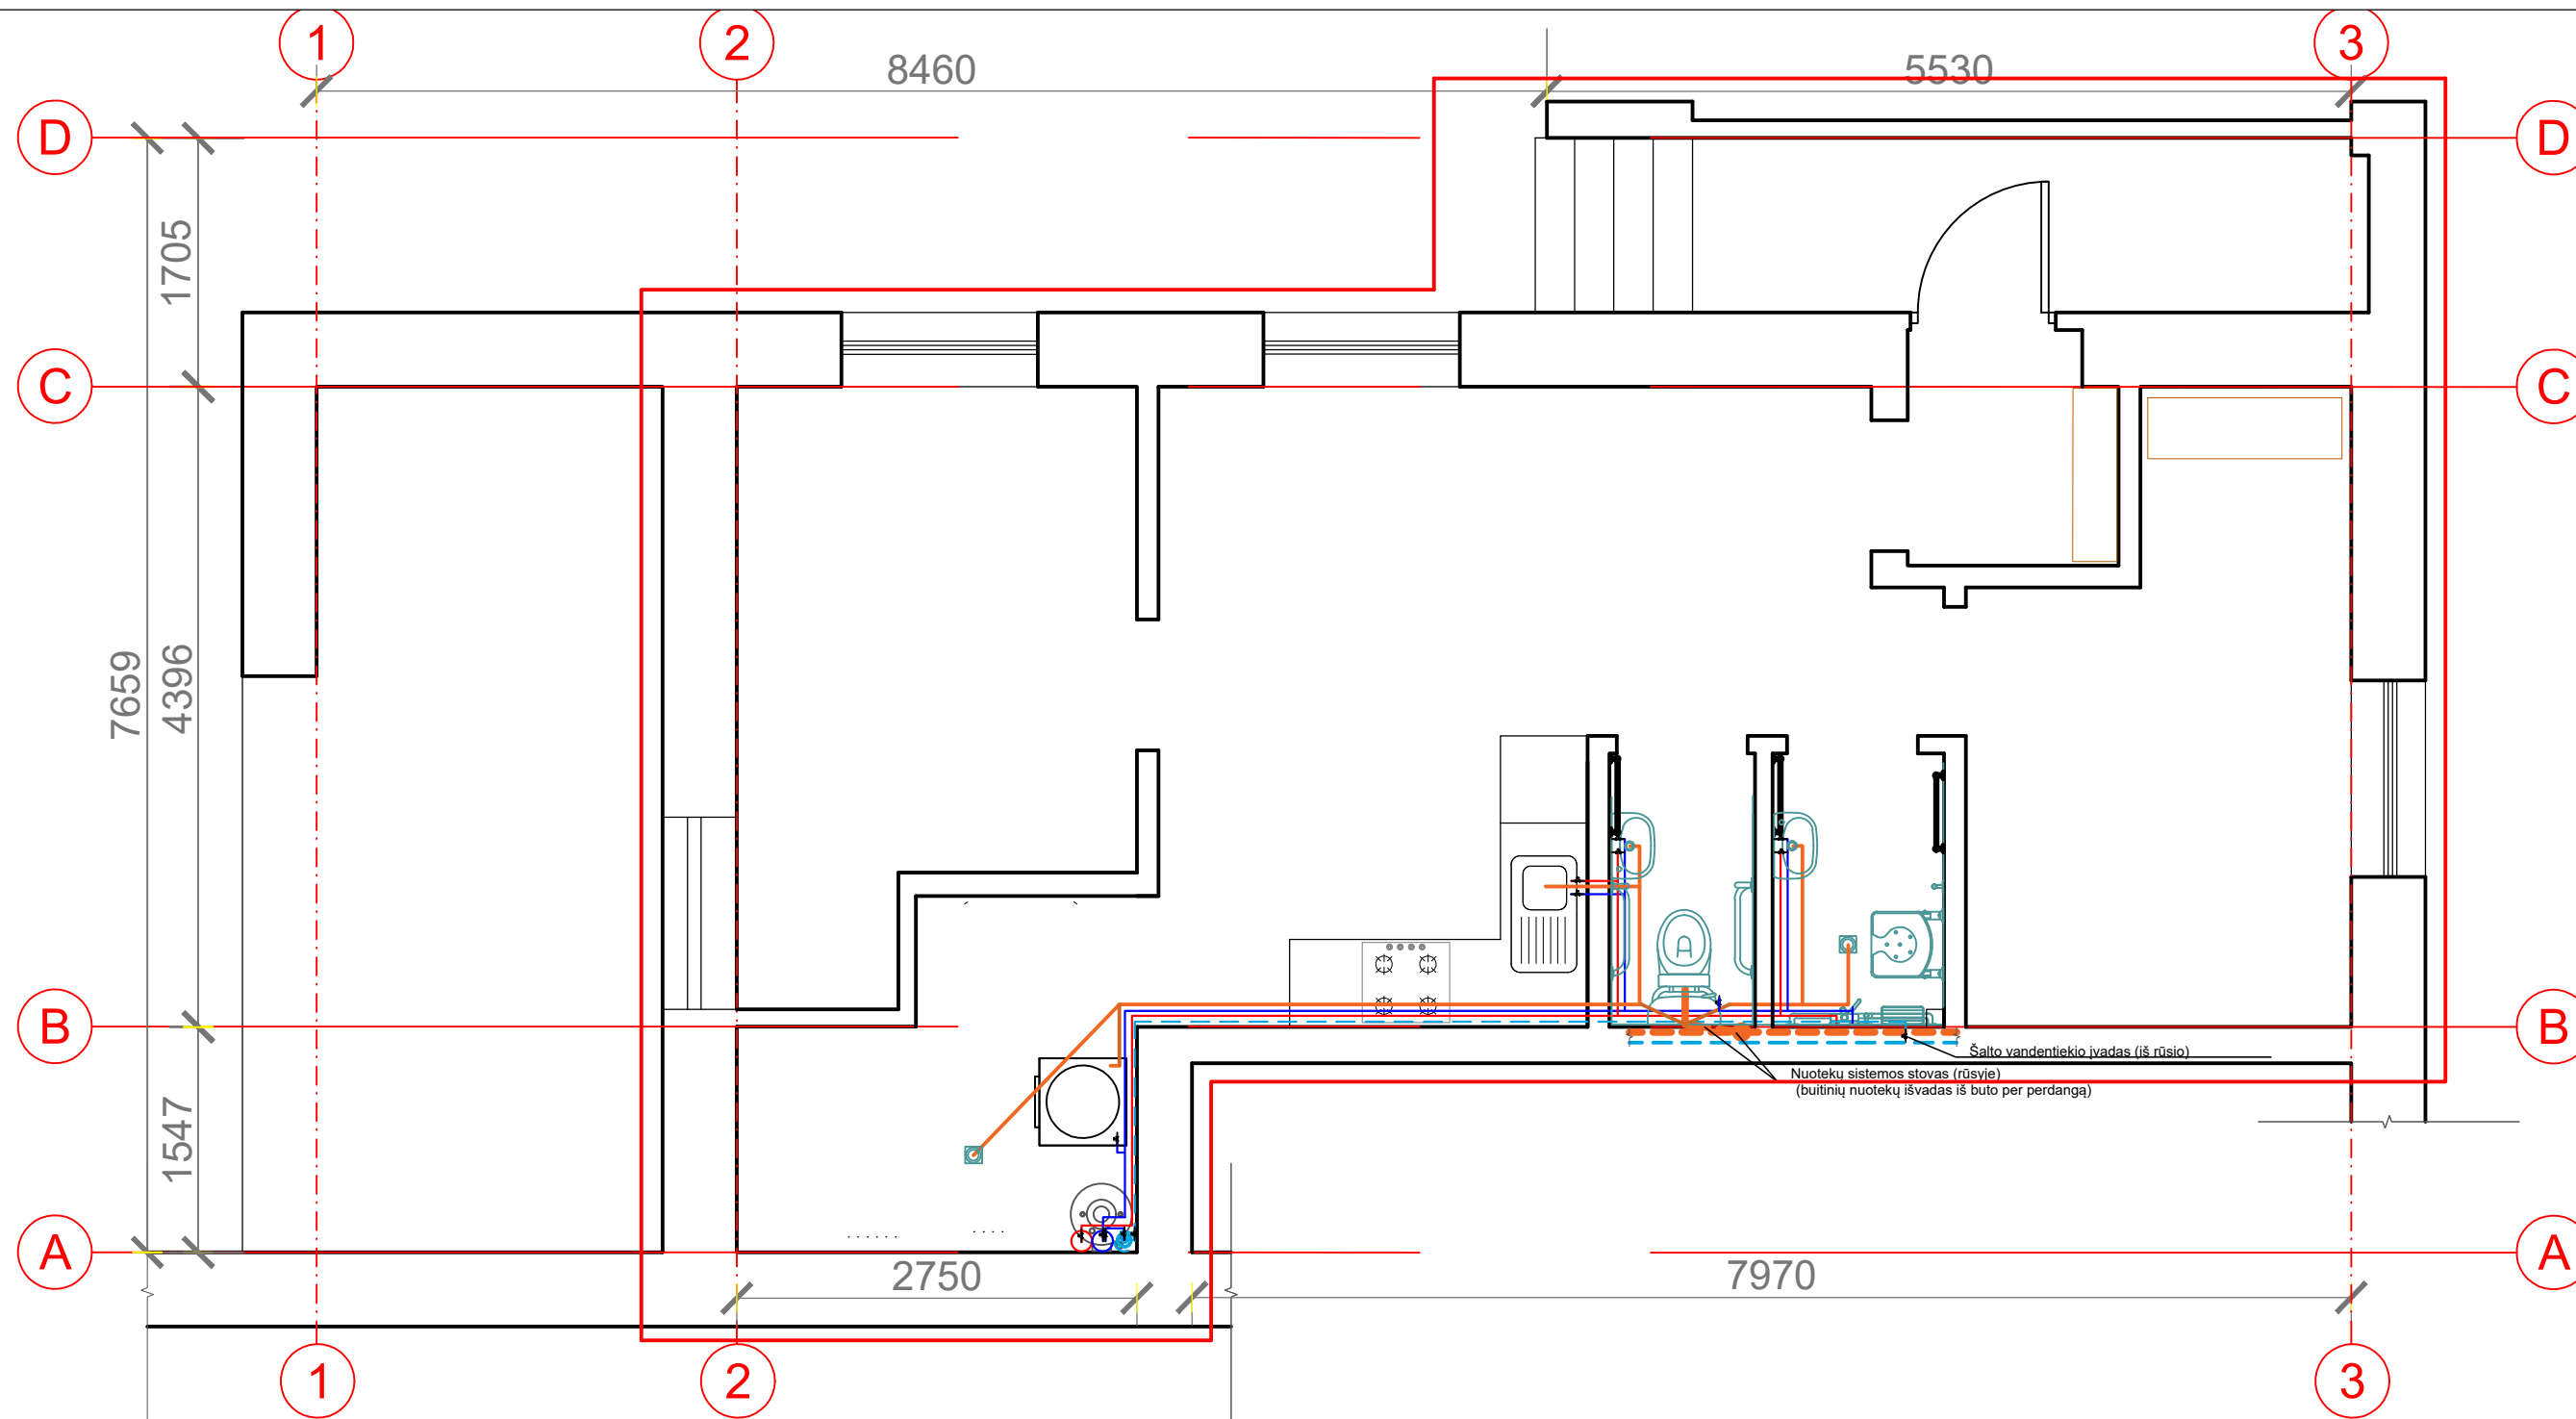 1
2
3
8460
5530
D
D
1705
C
C
7659
4396
B
B
Šalto vandentiekio įvadas (iš rūsio)
Nuotekų sistemos stovas (rūsyje)
(buitinių nuotekų išvadas iš buto per perdangą)
1547
A
A
2750
7970
1
2
3